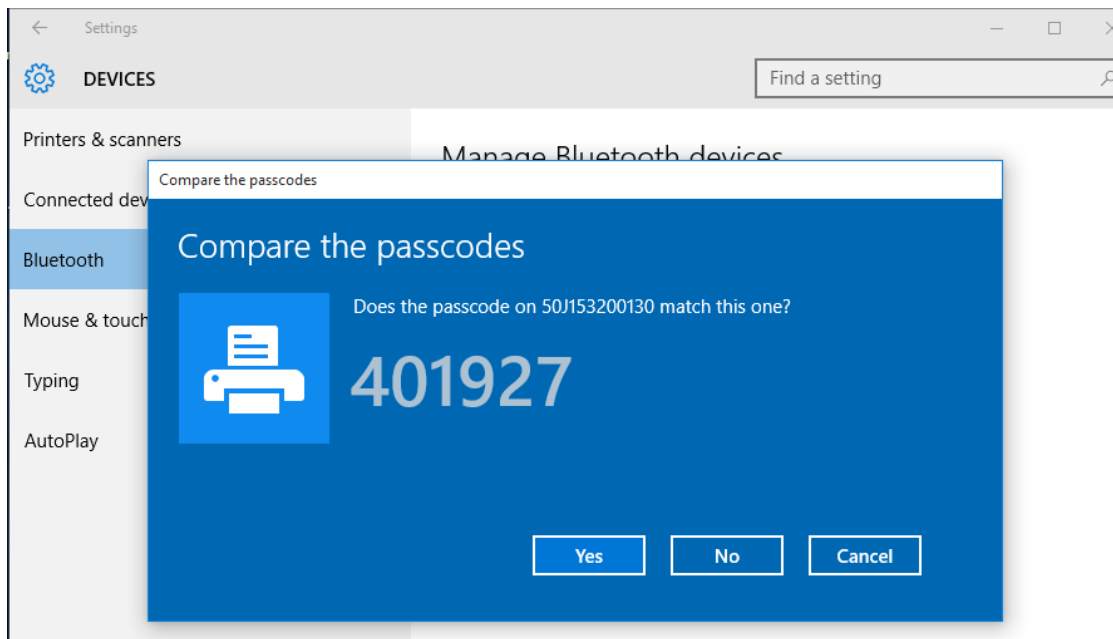 Settings
DEVICES
Find a setting
Printers & scanners
Manage Bluetooth devices
Compare the passcodes
Connected dev
Compare the passcodes
Bluetooth
Does the passcode on 50J153200130 match this one?
Mouse & touch
401927
Typing
AutoPlay
Yes
No
Cancel